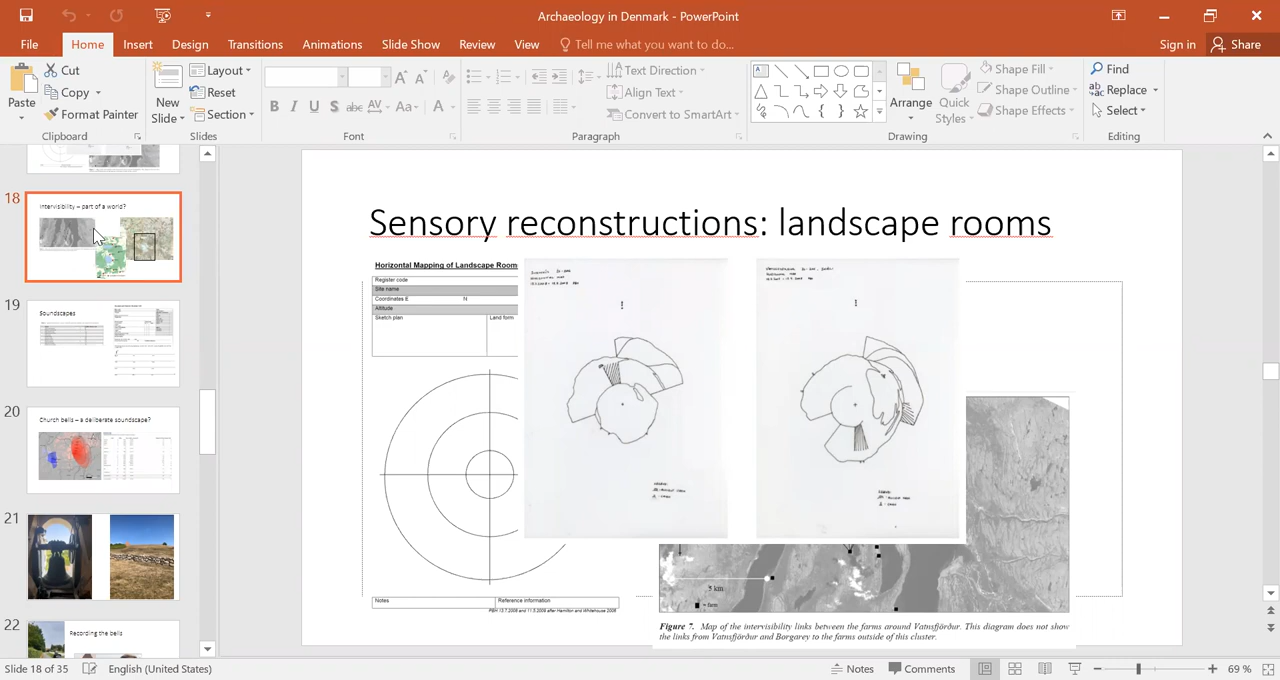 Archaeology in Denmark - PowerPoint
File
Home
Insert
Design
Transitions
Animations
Slide Show
Review
View
Tell me what you want to do...
Sign in
Share
Paste
Cut
Copy
Format Painter
Clipboard
New
Slide
Layout
Reset
Section
Slides
Font
Text Direction
Align Text
Convert to SmartArt
Paragraph
Arrange
Quick
Styles
Shape Fill
Shape Outline
Shape Effects
Drawing
Find
Replace
Select
Editing
18
Intervisibility – part of a world?
19
Soundscapes
20
Church bells – a deliberate soundscape?
21
22
Recording the bells
Sensory reconstructions: landscape rooms
Horizontal Mapping of Landscape Rooms
Register code
Site name
Coordinates E N
Altitude
Sketch plan
Land form
Notes
Reference information
5 km
= farm
Figure 7. Map of the intervisibility links between the farms around Vatnsfjörður. This diagram does not show
the links from Vatnsfjörður and Borgarey to the farms outside of this cluster.
Slide 18 of 35
English (United States)
Notes
Comments
69 %